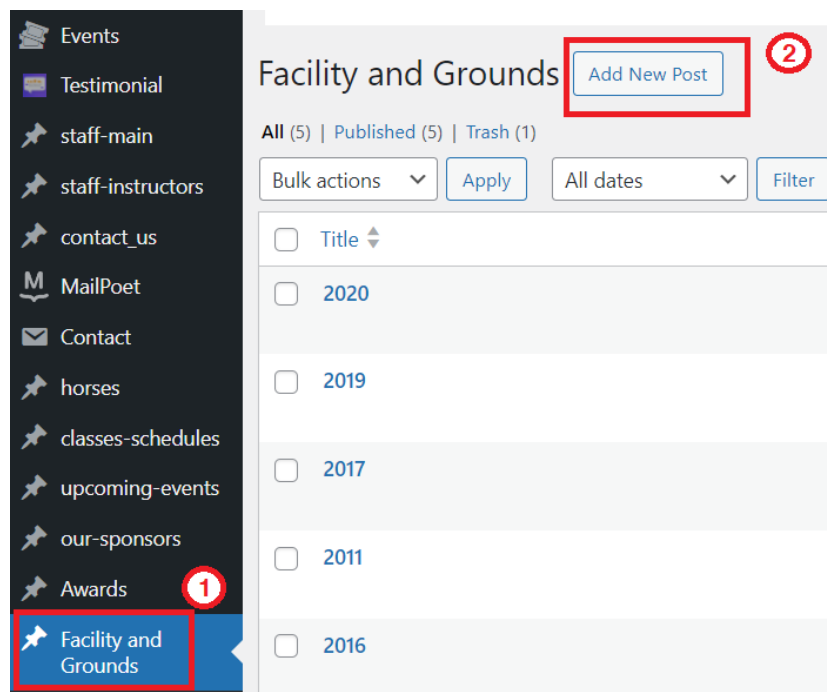 Events
Testimonial
staff-main
staff-instructors
contact_us
MailPoet
Contact
horses
classes-schedules
upcoming-events
our-sponsors
Awards
1
Facility and
Grounds
Facility and Grounds Add New Post 2
All (5) | Published (5) | Trash (1)
Bulk actions Apply All dates Filter
Title
2020
2019
2017
2011
2016